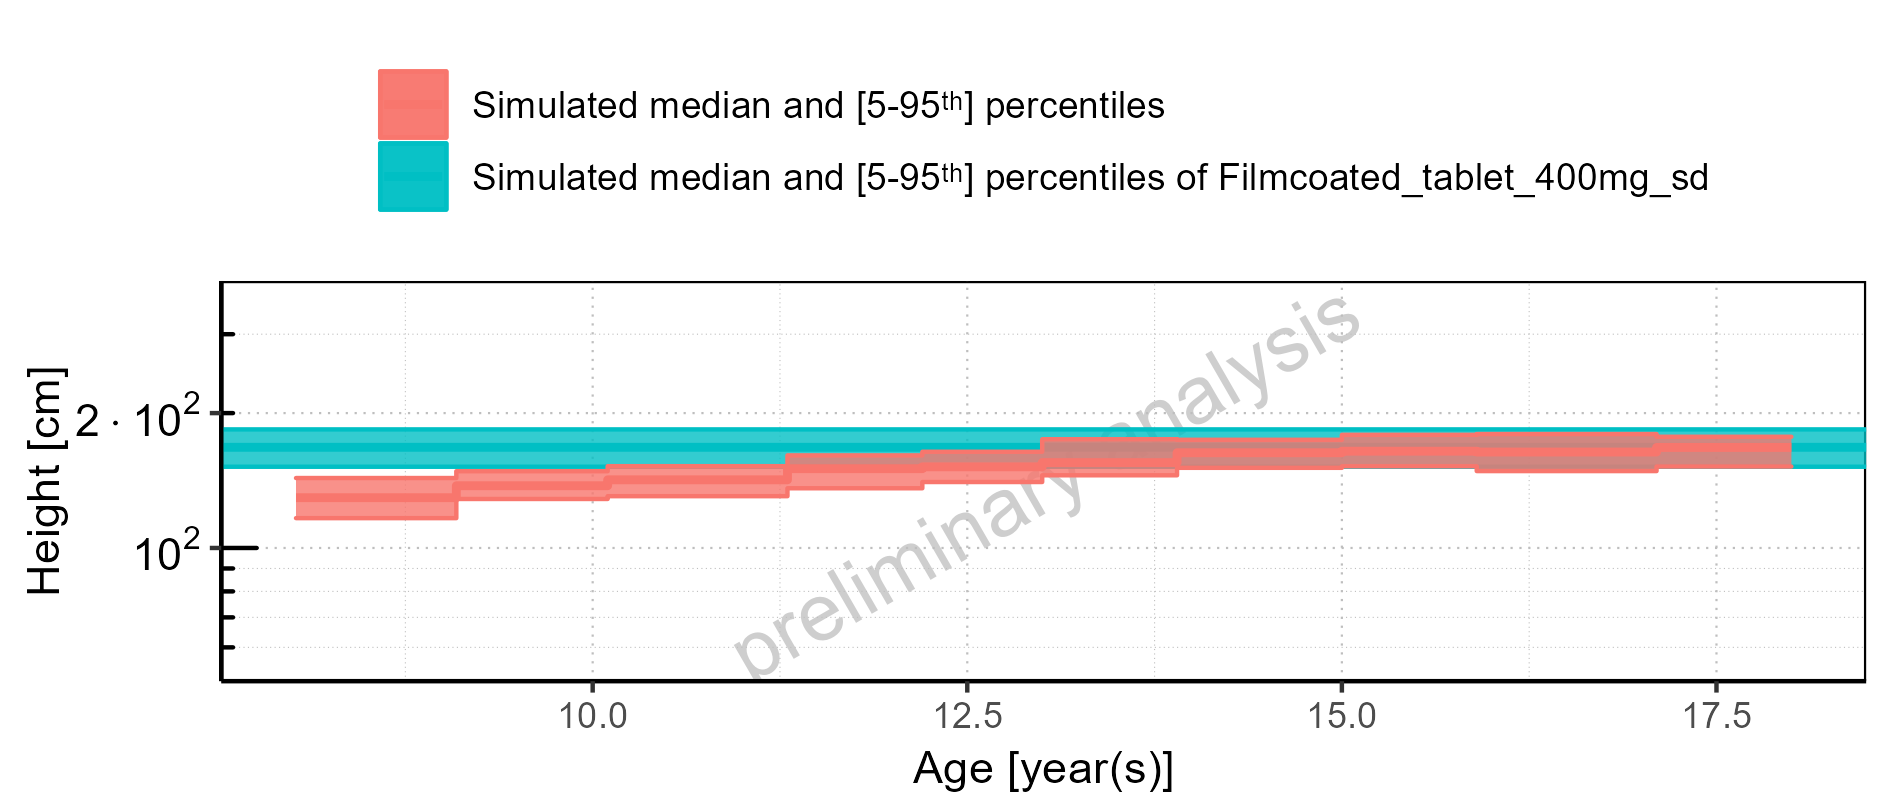 Simulated median and [5-95th] percentiles
Simulated median and [5-95th] percentiles of Filmcoated_tablet_400mg_sd
Height [cm]
2 · 10²
10²
preliminary analysis
10.0 12.5 15.0 17.5
Age [year(s)]